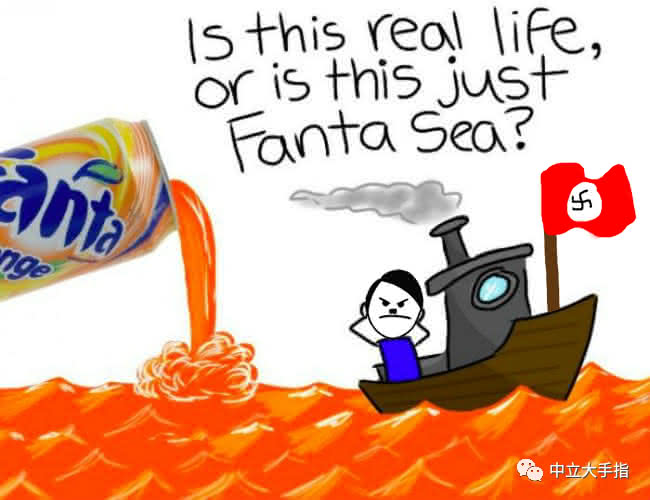 Is this real life,
or is this just
Fanta Sea?
Fanta
nge
中立大手指